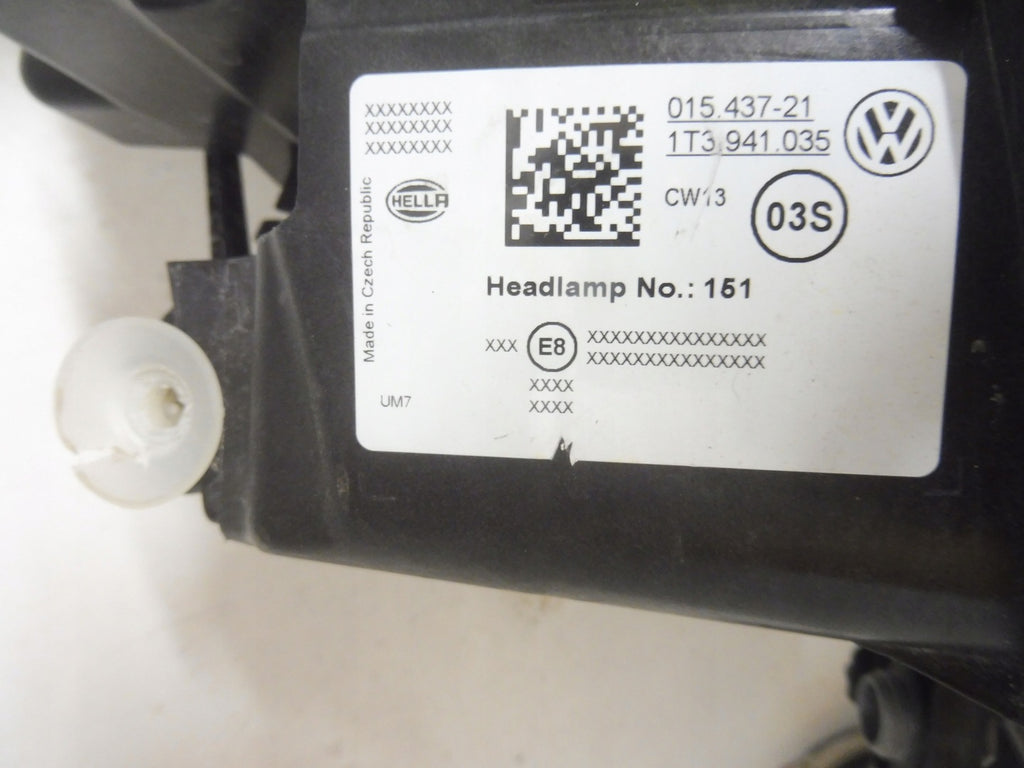 XXXXXXXX
XXXXXXXX
XXXXXXXX
015.437-21
1T3.941.035
Made in Czech Republic
HELLA
CW13
03S
Headlamp No.: 151
XXX E8 XXXXXXXXXXXXXXX
XXXXXXXXXXXXXXX
XXXX
XXXX
UM7